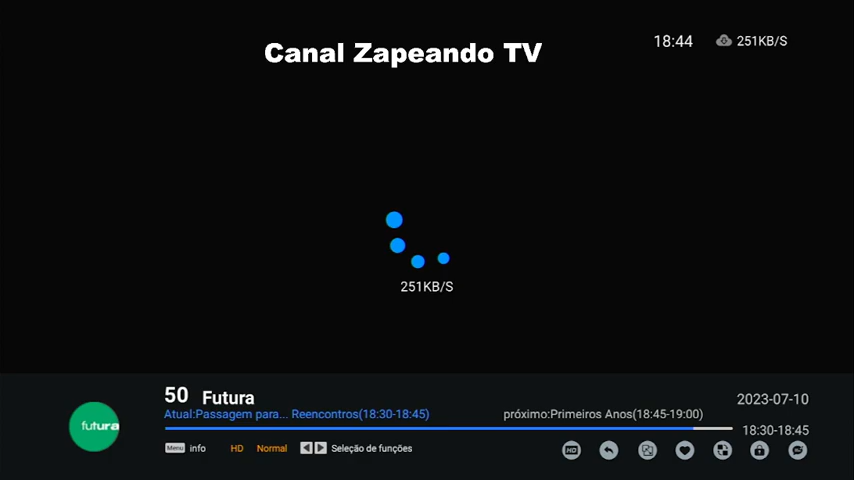 Canal Zapeando TV
18:44
251KB/S
251KB/S
50 Futura
2023-07-10
Atual:Passagem para... Reencontros(18:30-18:45)
próximo:Primeiros Anos(18:45-19:00)
futura
18:30-18:45
Menu info
HD
Normal
Seleção de funções
HD